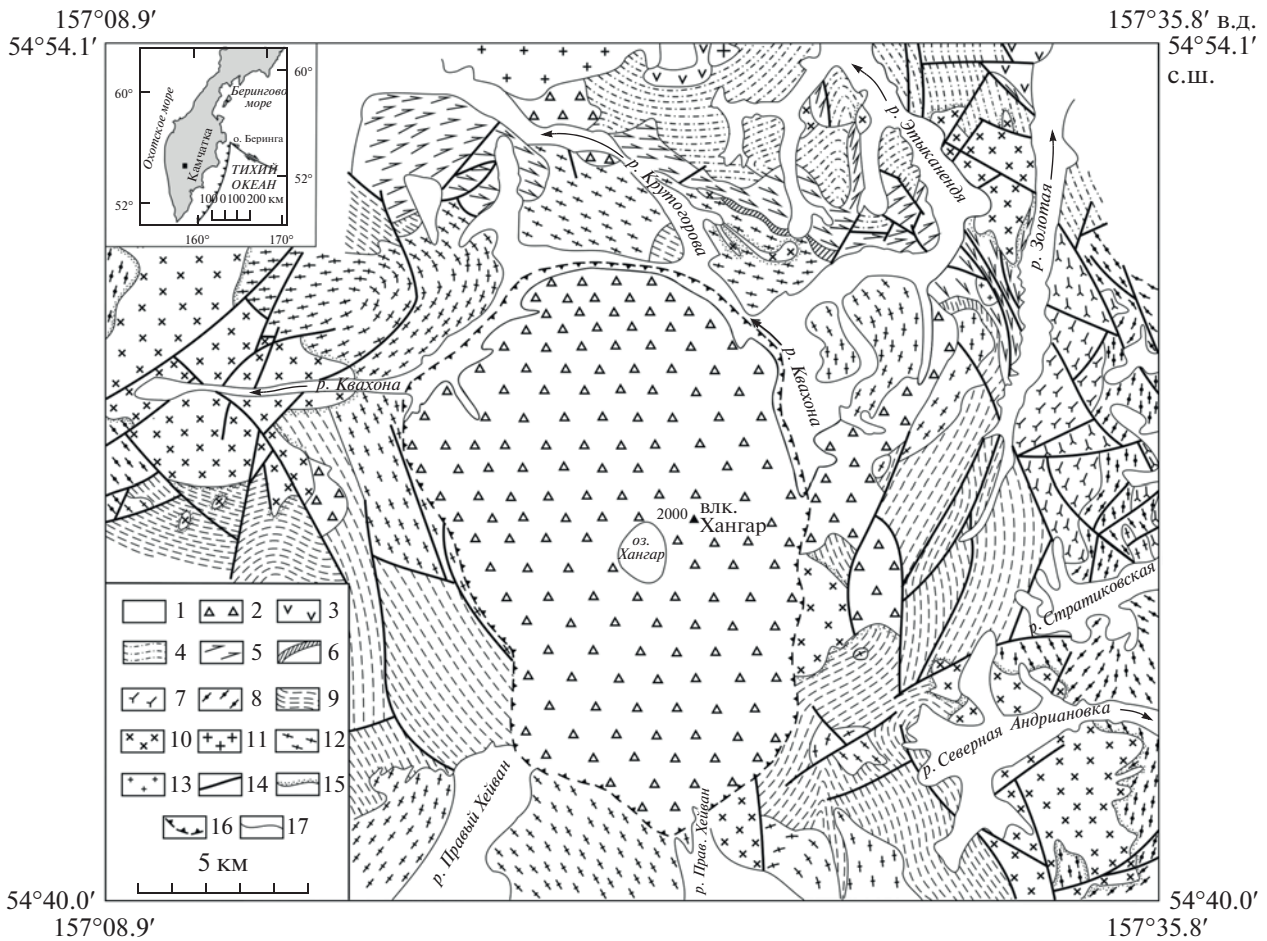 157°08.9′
157°35.8′ в.д.
54°54.1′
54°54.1′
с.ш.
60°
60°
Берингово
море
Охотское море
о. Беринга
Камчатка
ТИХИЙ
ОКЕАН
52°
52°
100 0 100 200 км
160°
170°
р. Крутогорова
р. Этыканендя
р. Золотая
р. Квахона
р. Квахона
2000
влк.
Хангар
оз.
Хангар
р. Стратиковская
р. Северная Андриановка
р. Правый Хейван
р. Прав. Хейван
1
2
3
4
5
6
7
8
9
10
11
12
13
14
15
16
17
5 км
54°40.0′
54°40.0′
157°08.9′
157°35.8′